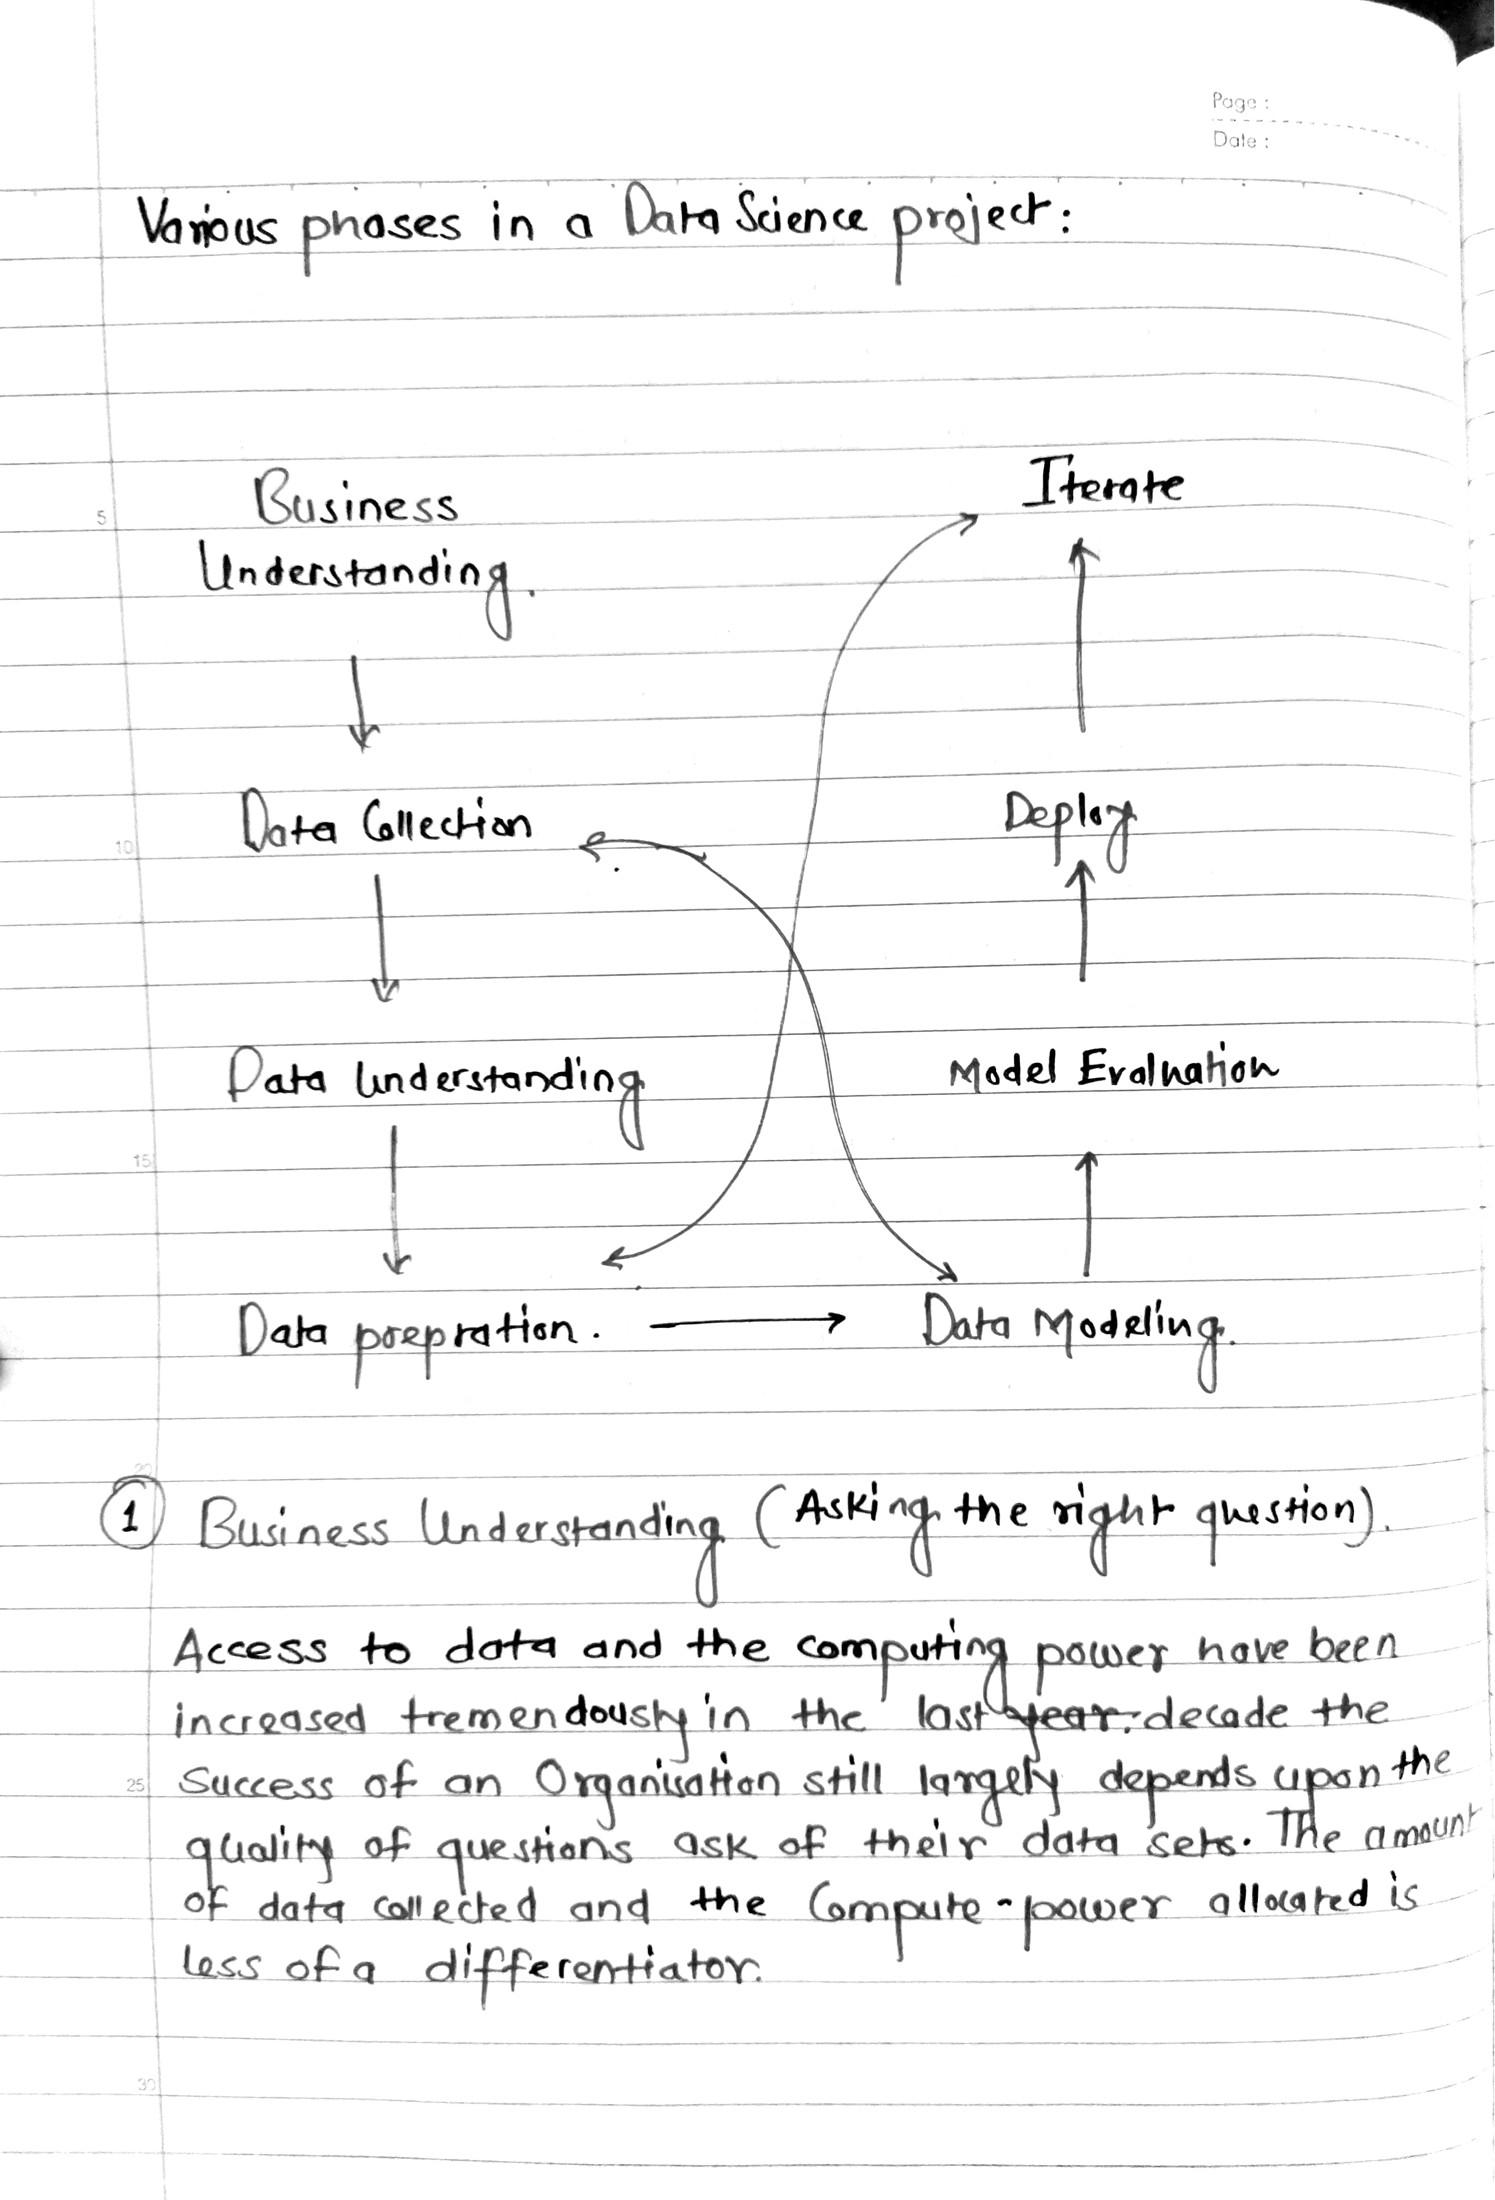 Page :
Date :
Various phases in a Data Science project:
Business
Understanding.
Iterate
5
Data Collection
Deploy
10
Data Understanding
Model Evaluation
15
Data prepration.
Data Modeling.
20
1 Business Understanding (Asking the right question).
Access to data and the computing power have been
increased tremendously in the last year. decade the
25
Success of an Organisation still largely depends upon the
quality of questions ask of their data sets. The amount
of data collected and the Compute-power allocated is
less of a differentiator.
30